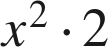 x² · 2